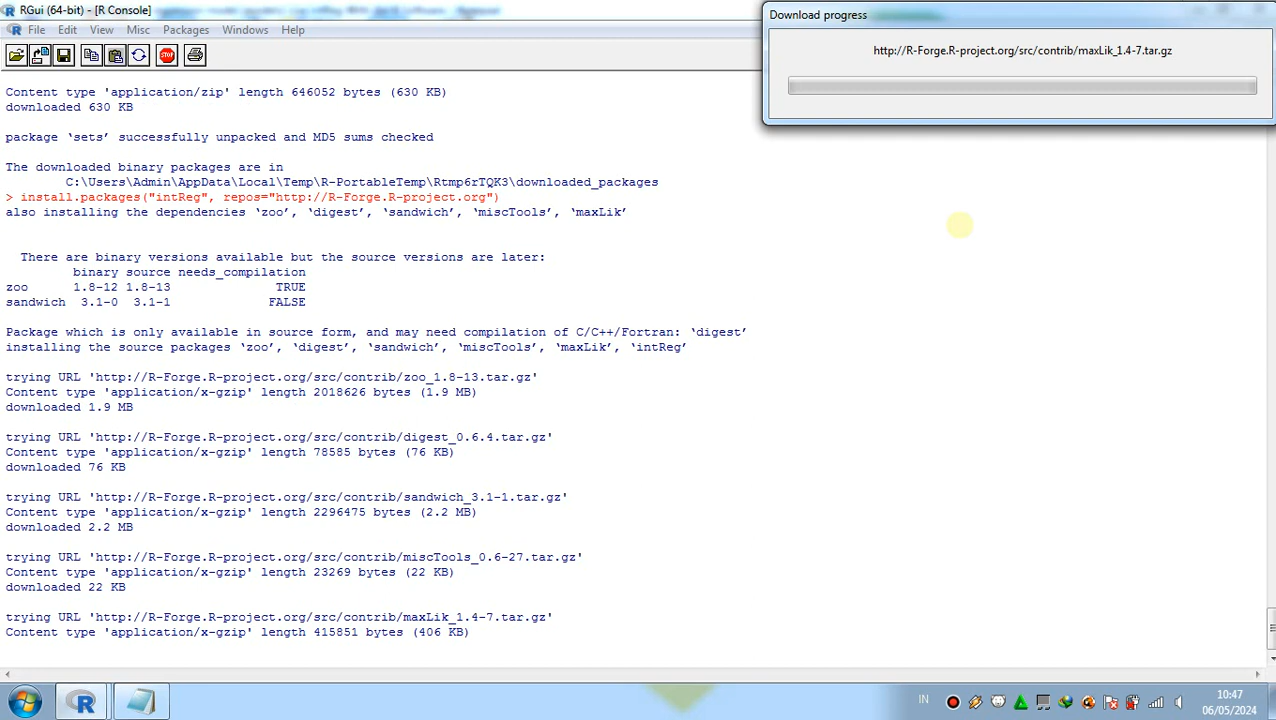 RGui (64-bit) - [R Console]
Download progress
File Edit View Misc Packages Windows Help
http://R-Forge.R-project.org/src/contrib/maxLik_1.4-7.tar.gz
STOP
Content type 'application/zip' length 646052 bytes (630 KB)
downloaded 630 KB
package ‘sets’ successfully unpacked and MD5 sums checked
The downloaded binary packages are in
C:\Users\Admin\AppData\Local\Temp\R-PortableTemp\Rtmp6rTQK3\downloaded_packages
> install.packages("intReg", repos="http://R-Forge.R-project.org")
also installing the dependencies ‘zoo’, ‘digest’, ‘sandwich’, ‘miscTools’, ‘maxLik’
There are binary versions available but the source versions are later:
binary source needs_compilation
zoo 1.8-12 1.8-13 TRUE
sandwich 3.1-0 3.1-1 FALSE
Package which is only available in source form, and may need compilation of C/C++/Fortran: ‘digest’
installing the source packages ‘zoo’, ‘digest’, ‘sandwich’, ‘miscTools’, ‘maxLik’, ‘intReg’
trying URL 'http://R-Forge.R-project.org/src/contrib/zoo_1.8-13.tar.gz'
Content type 'application/x-gzip' length 2018626 bytes (1.9 MB)
downloaded 1.9 MB
trying URL 'http://R-Forge.R-project.org/src/contrib/digest_0.6.4.tar.gz'
Content type 'application/x-gzip' length 78585 bytes (76 KB)
downloaded 76 KB
trying URL 'http://R-Forge.R-project.org/src/contrib/sandwich_3.1-1.tar.gz'
Content type 'application/x-gzip' length 2296475 bytes (2.2 MB)
downloaded 2.2 MB
trying URL 'http://R-Forge.R-project.org/src/contrib/miscTools_0.6-27.tar.gz'
Content type 'application/x-gzip' length 23269 bytes (22 KB)
downloaded 22 KB
trying URL 'http://R-Forge.R-project.org/src/contrib/maxLik_1.4-7.tar.gz'
Content type 'application/x-gzip' length 415851 bytes (406 KB)
IN
10:47
06/05/2024